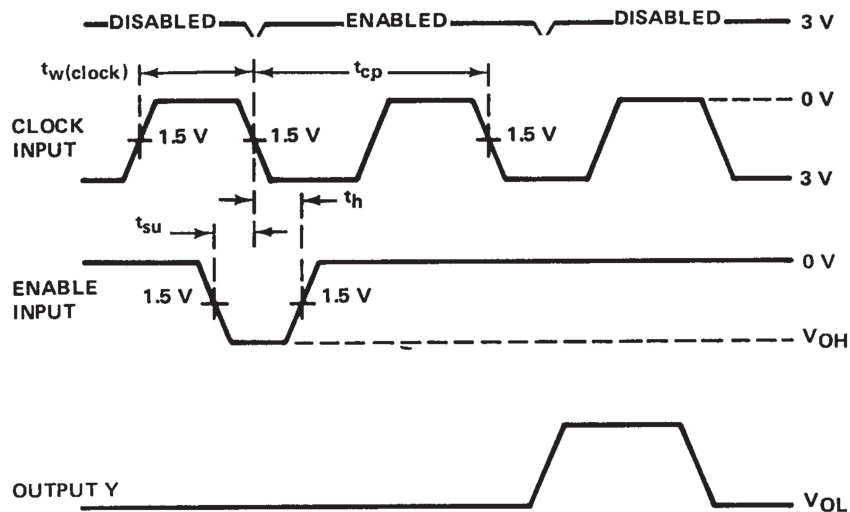 DISABLED ENABLED DISABLED 3 V
tw(clock) tcp
0 V
CLOCK INPUT
1.5 V 1.5 V 1.5 V
3 V
th
tsu
0 V
ENABLE INPUT
1.5 V 1.5 V
VOH
OUTPUT Y
VOL